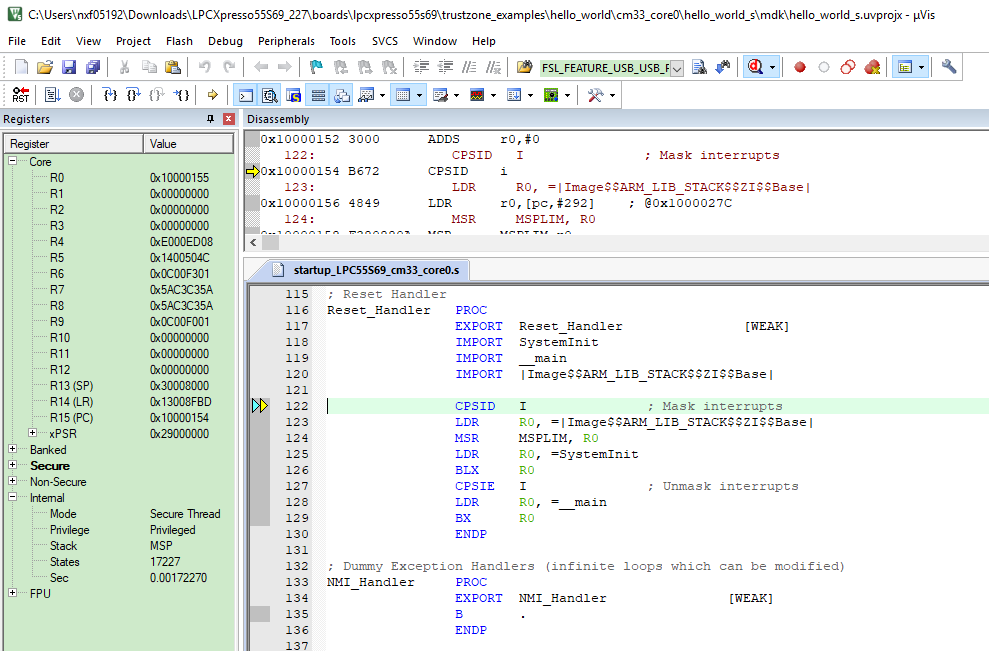 C:\Users\nxf05192\Downloads\LPCXpresso55S69_227\boards\lpcxpresso55s69\trustzone_examples\hello_world\cm33_core0\hello_world_s\mdk\hello_world_s.uvprojx - µVis
File Edit View Project Flash Debug Peripherals Tools SVCS Window Help
FSL_FEATURE_USB_USB_F
RST
Registers
Register Value
Core
R0 0x10000155
R1 0x00000000
R2 0x00000000
R3 0x00000000
R4 0xE000ED08
R5 0x1400504C
R6 0x0C00F301
R7 0x5AC3C35A
R8 0x5AC3C35A
R9 0x0C00F001
R10 0x00000000
R11 0x00000000
R12 0x00000000
R13 (SP) 0x30008000
R14 (LR) 0x13008FBD
R15 (PC) 0x10000154
xPSR 0x29000000
Banked
Secure
Non-Secure
Internal
Mode Secure Thread
Privilege Privileged
Stack MSP
States 17227
Sec 0.00172270
FPU
Disassembly
0x10000152 3000 ADDS r0,#0
122: CPSID I ; Mask interrupts
0x10000154 B672 CPSID i
123: LDR R0, =|Image$$ARM_LIB_STACK$$ZI$$Base|
0x10000156 4849 LDR r0,[pc,#292] ; @0x1000027C
124: MSR MSPLIM, R0
startup_LPC55S69_cm33_core0.s
115 ; Reset Handler
116 Reset_Handler PROC
117 EXPORT Reset_Handler [WEAK]
118 IMPORT SystemInit
119 IMPORT __main
120 IMPORT |Image$$ARM_LIB_STACK$$ZI$$Base|
121
122 CPSID I ; Mask interrupts
123 LDR R0, =|Image$$ARM_LIB_STACK$$ZI$$Base|
124 MSR MSPLIM, R0
125 LDR R0, =SystemInit
126 BLX R0
127 CPSIE I ; Unmask interrupts
128 LDR R0, =__main
129 BX R0
130 ENDP
131
132 ; Dummy Exception Handlers (infinite loops which can be modified)
133 NMI_Handler PROC
134 EXPORT NMI_Handler [WEAK]
135 B .
136 ENDP
137